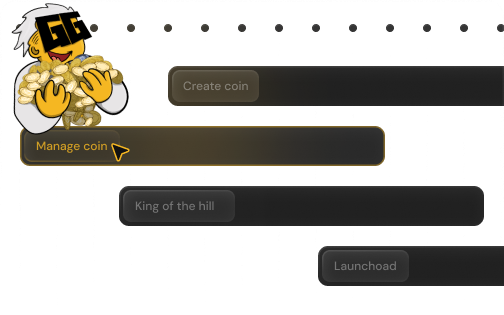 GG
Create coin
Manage coin
King of the hill
Launchoad